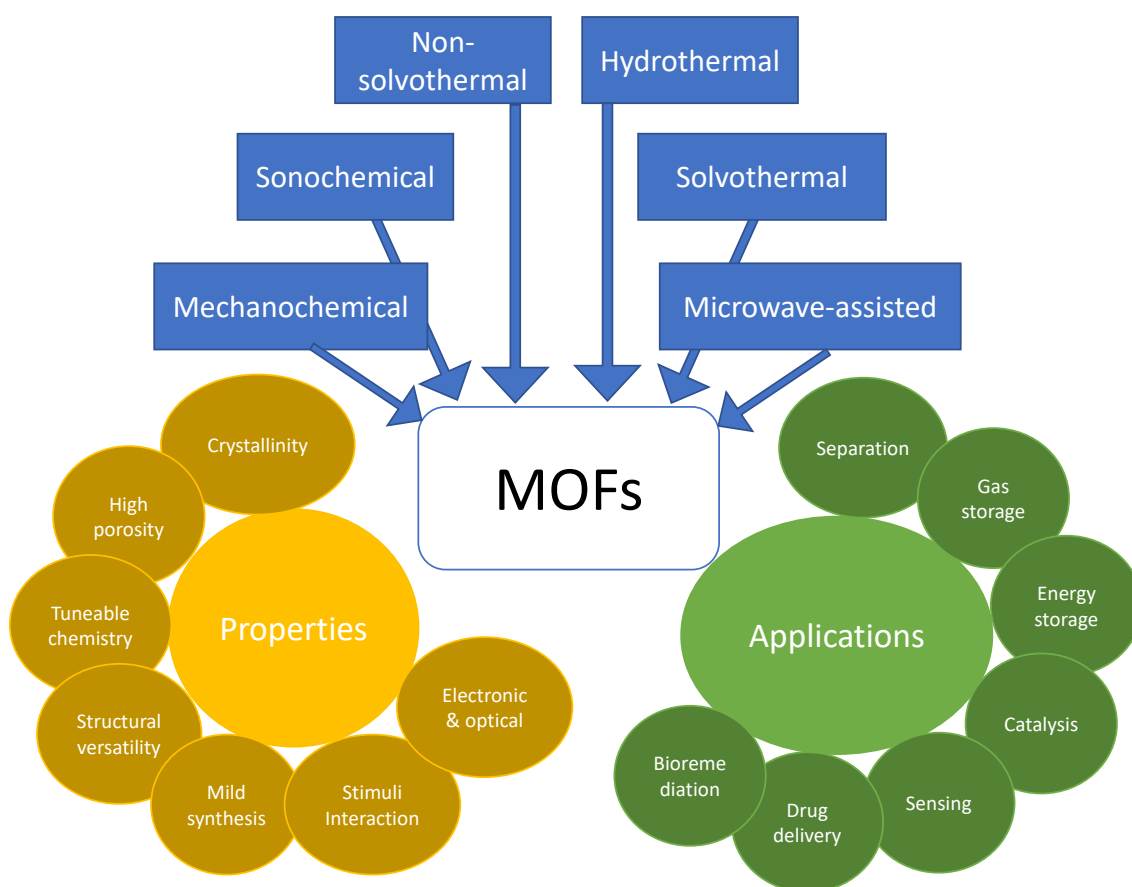 Non-
solvothermal
Hydrothermal
Sonochemical
Solvothermal
Mechanochemical
Microwave-assisted
MOFs
Crystallinity
High
porosity
Tuneable
chemistry
Structural
versatility
Mild
synthesis
Stimuli
Interaction
Electronic
& optical
Properties
Separation
Gas
storage
Energy
storage
Catalysis
Sensing
Drug
delivery
Bioreme
diation
Applications